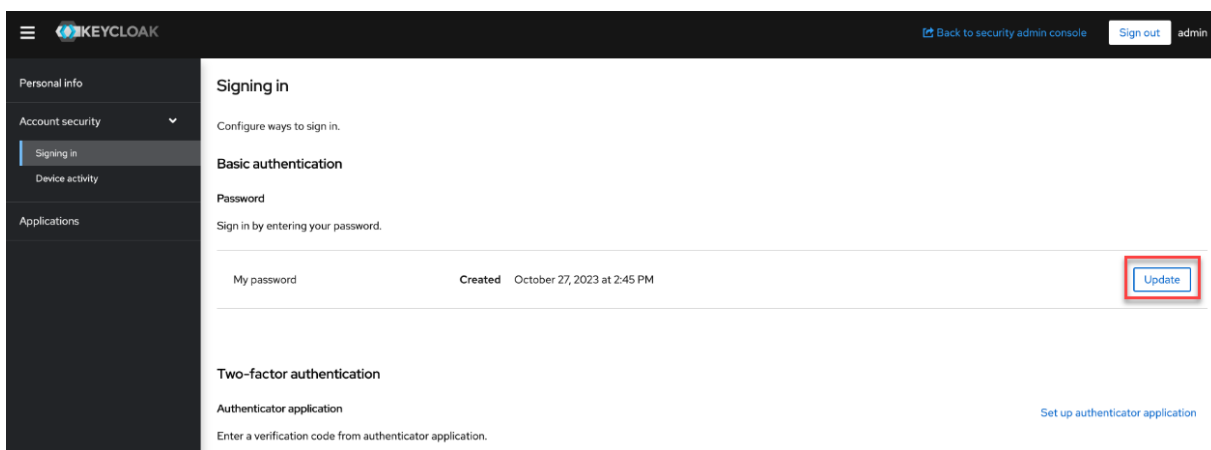 KEYCLOAK
Back to security admin console
Sign out
admin
Personal info
Account security
Signing in
Device activity
Applications
Signing in
Configure ways to sign in.
Basic authentication
Password
Sign in by entering your password.
My password Created October 27, 2023 at 2:45 PM Update
Two-factor authentication
Authenticator application
Set up authenticator application
Enter a verification code from authenticator application.